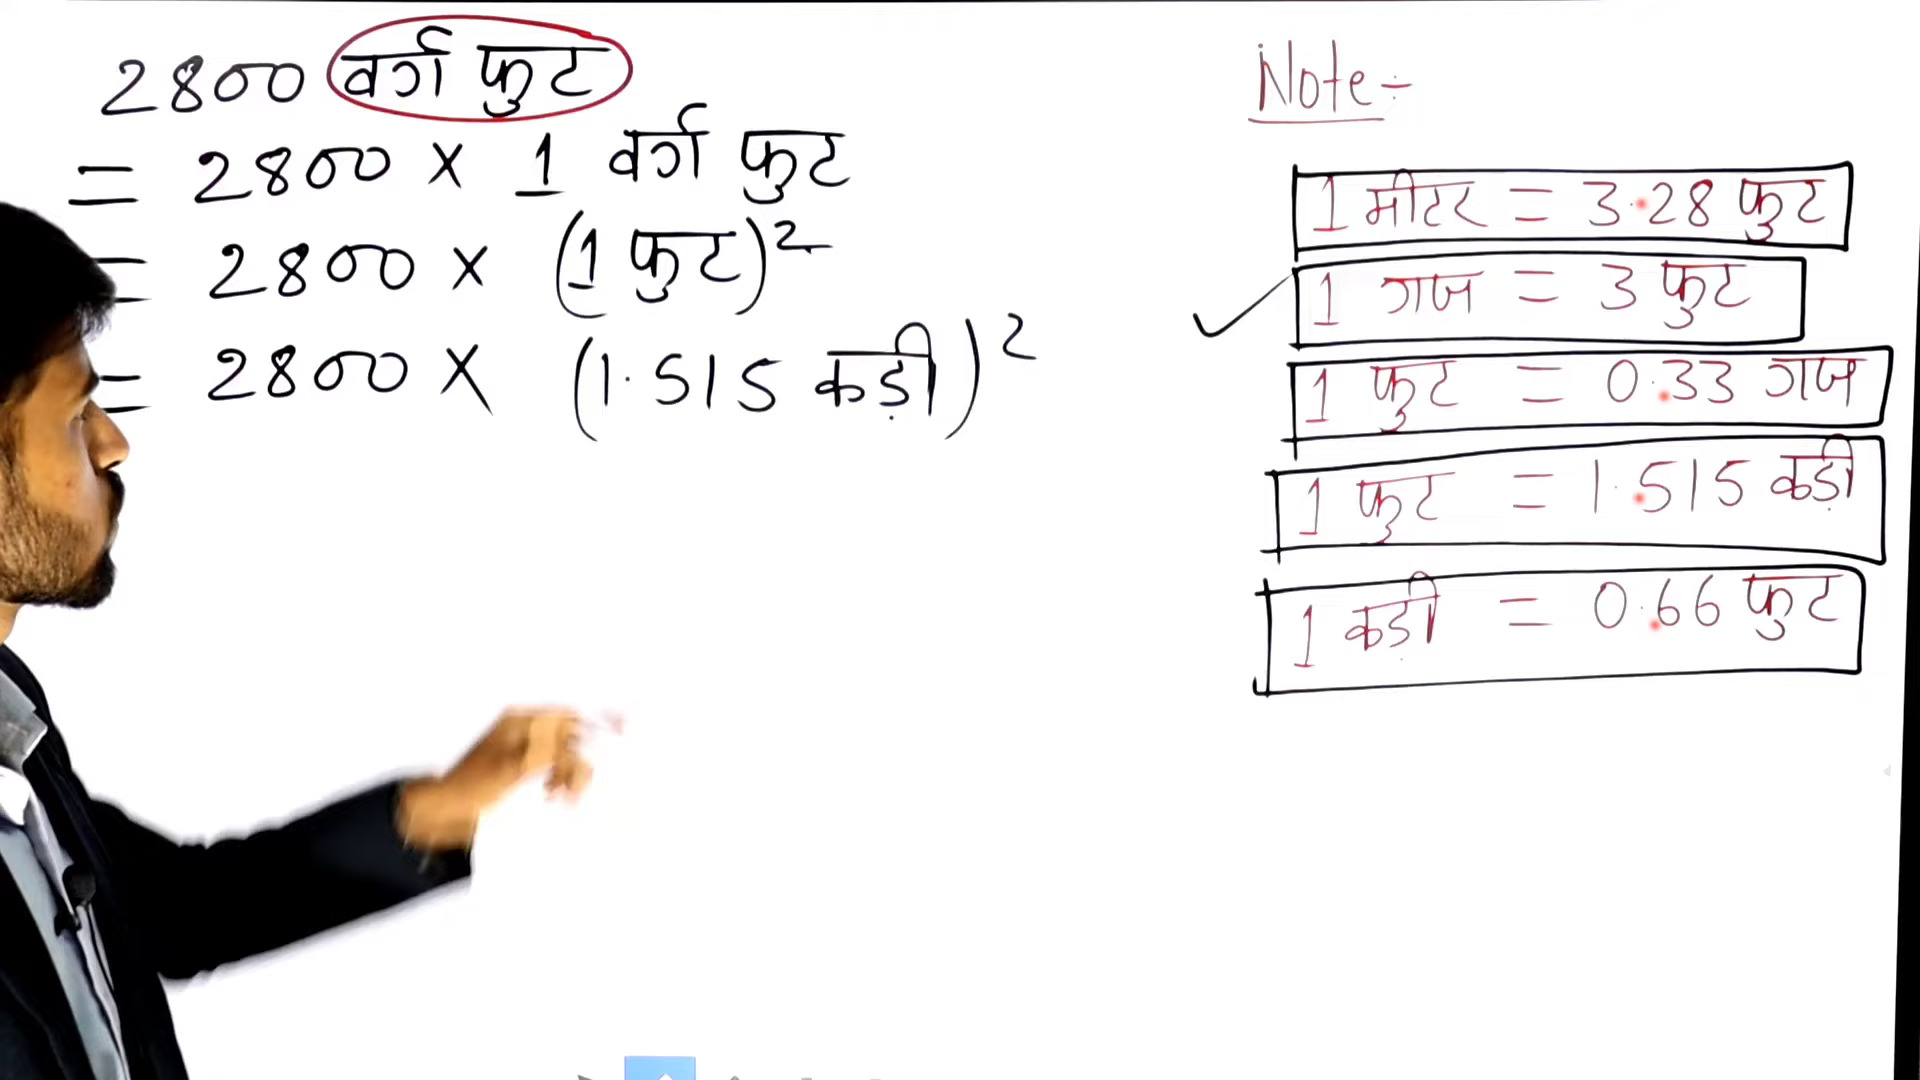 2800 वर्ग फुट
= 2800 × 1 वर्ग फुट
= 2800 × (1 फुट)²
= 2800 × (1.515 कड़ी)²
Note :-
1 मीटर = 3.28 फुट
1 गज = 3 फुट
1 फुट = 0.33 गज
1 फुट = 1.515 कड़ी
1 कड़ी = 0.66 फुट